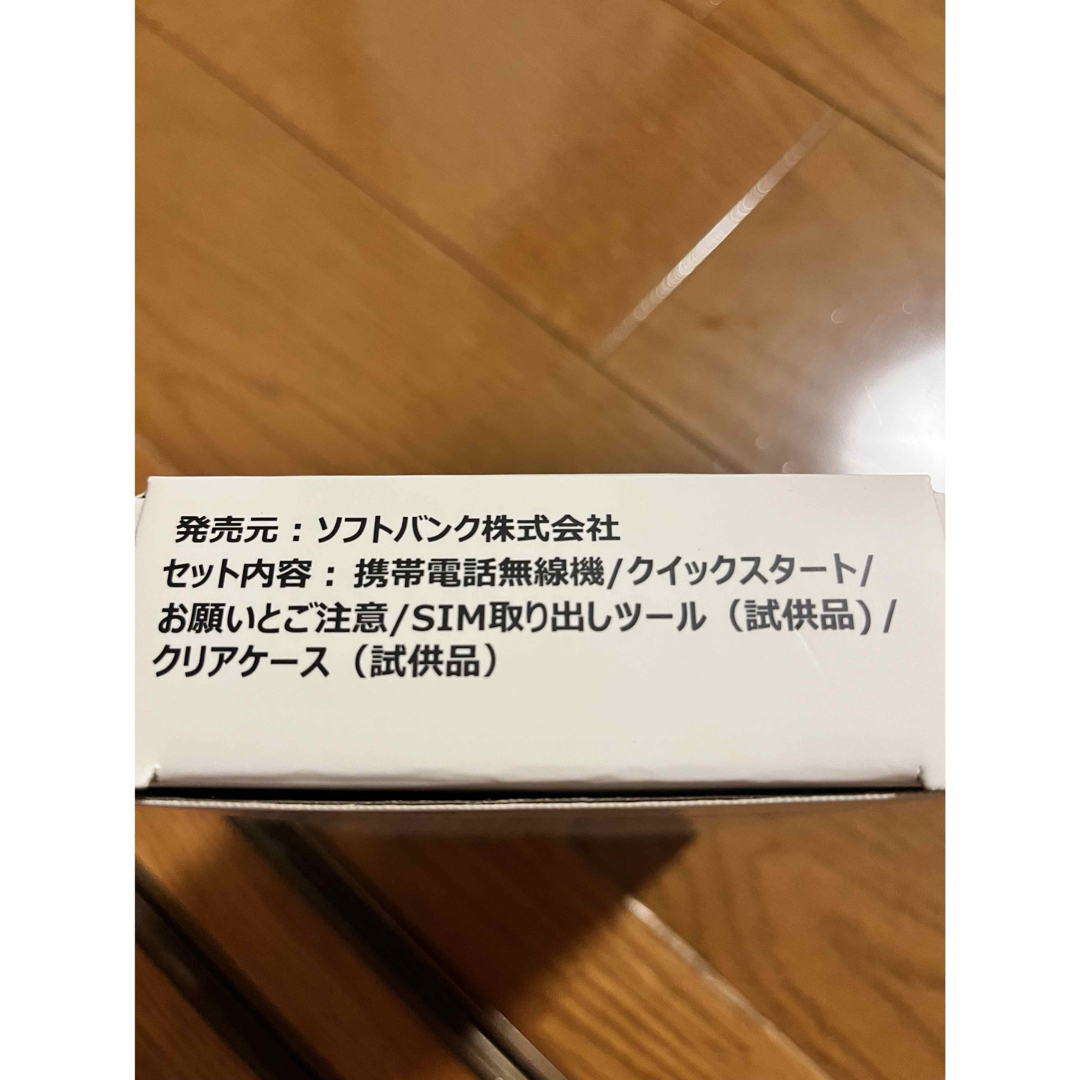 発売元：ソフトバンク株式会社
セット内容：携帯電話無線機/クイックスタート/
お願いとご注意/SIM取り出しツール（試供品)/
クリアケース（試供品）